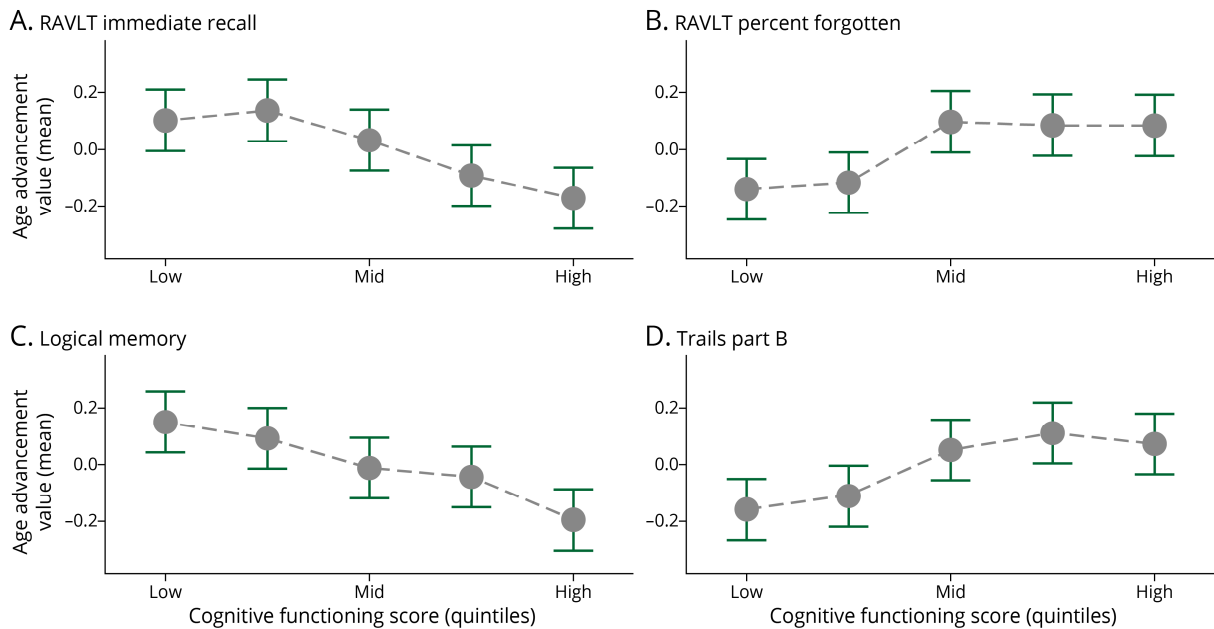 A. RAVLT immediate recall
Age advancement
value (mean)
0.2
0.0
–0.2
Low
Mid
High
B. RAVLT percent forgotten
0.2
0.0
–0.2
Low
Mid
High
C. Logical memory
Age advancement
value (mean)
0.2
0.0
–0.2
Low
Mid
High
Cognitive functioning score (quintiles)
D. Trails part B
0.2
0.0
–0.2
Low
Mid
High
Cognitive functioning score (quintiles)